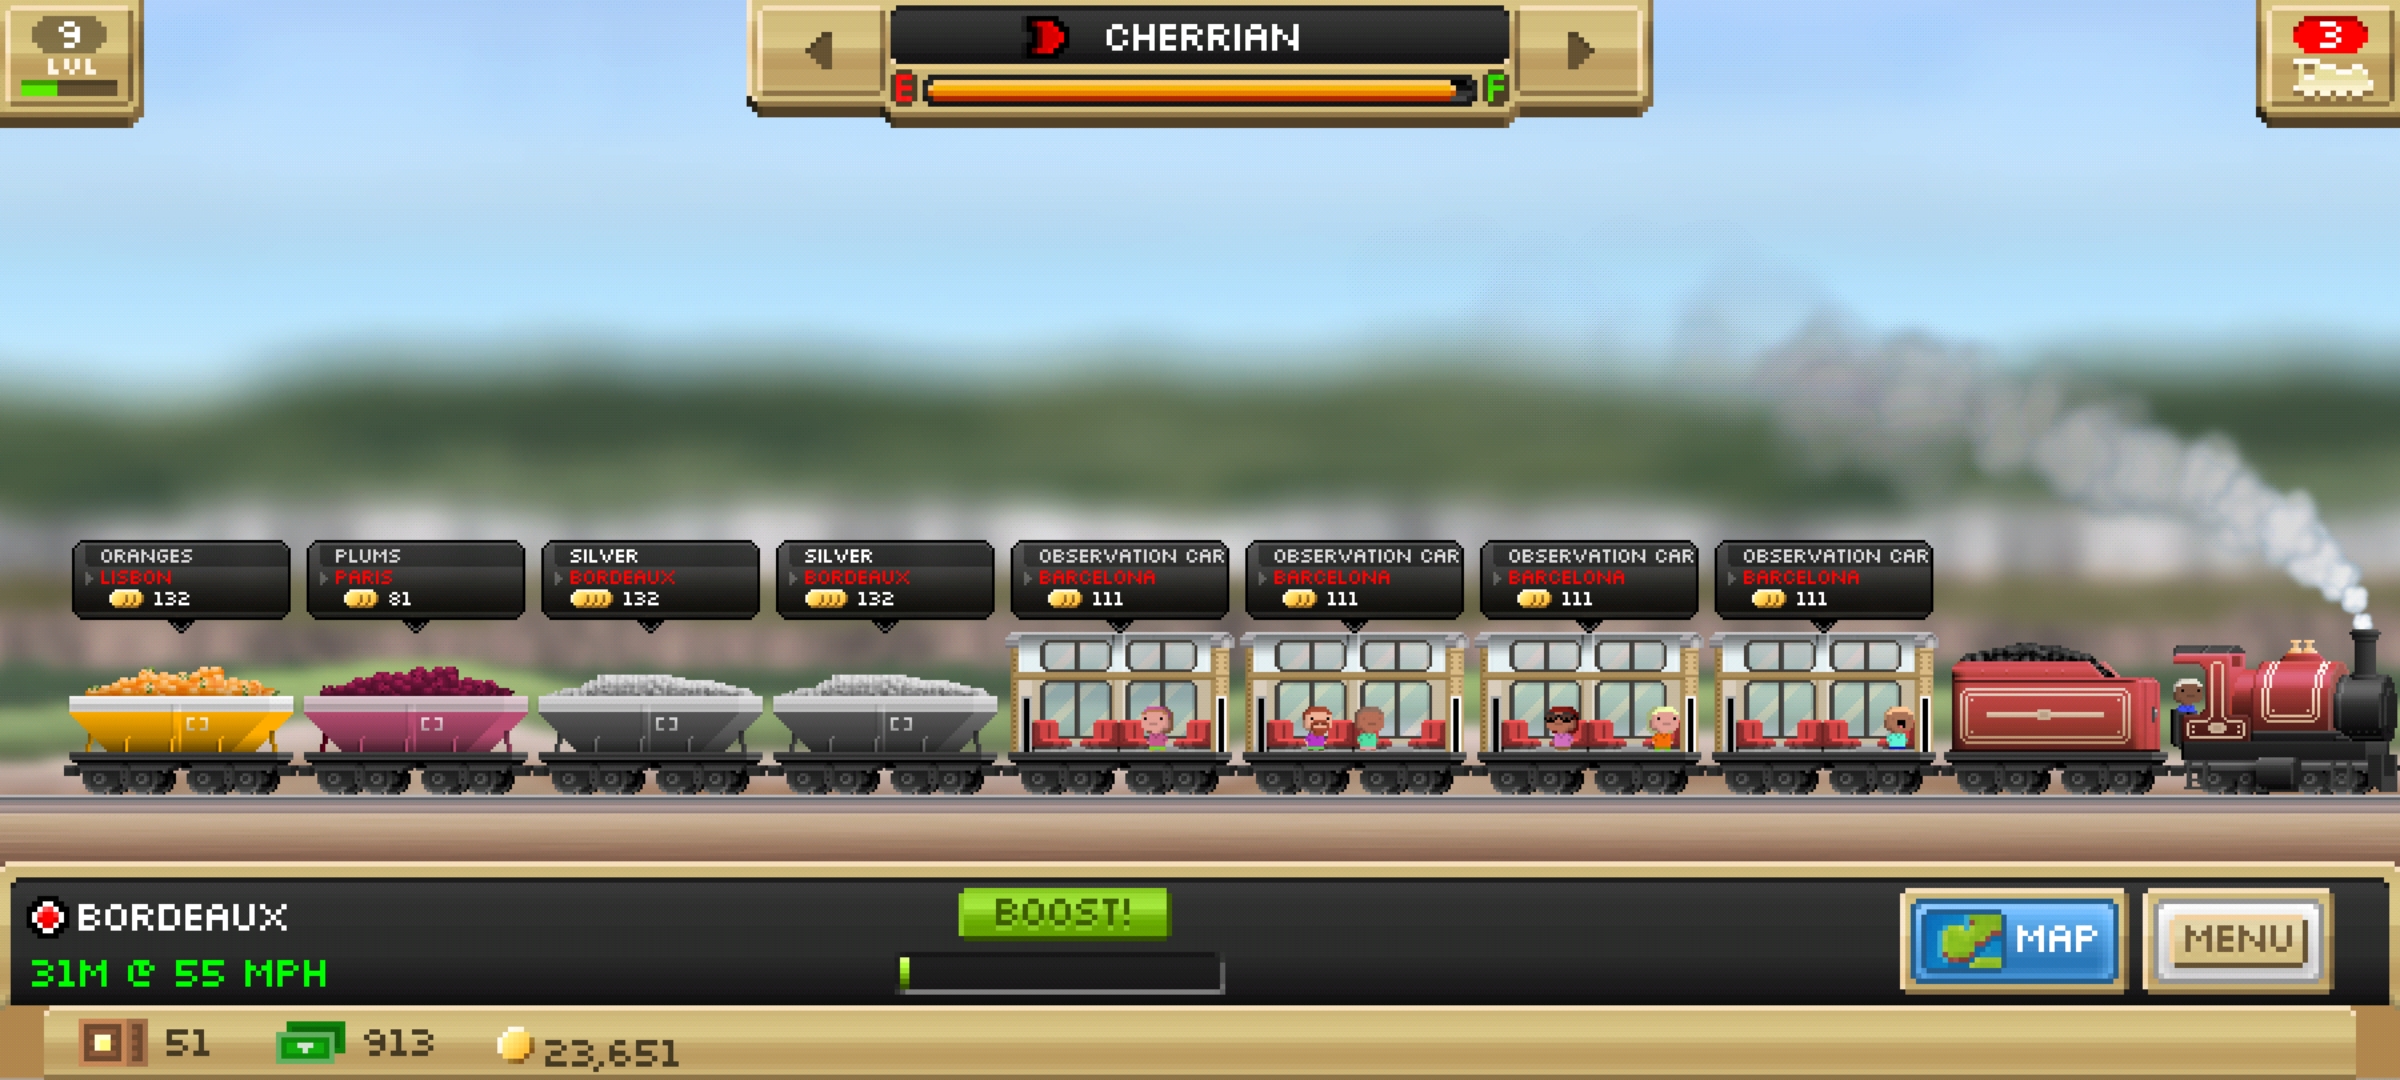 9
LVL
CHERRIAN
E F
3
ORANGES
LISBON
132
PLUMS
PARIS
81
SILVER
BORDEAUX
132
SILVER
BORDEAUX
132
OBSERVATION CAR
BARCELONA
111
OBSERVATION CAR
BARCELONA
111
OBSERVATION CAR
BARCELONA
111
OBSERVATION CAR
BARCELONA
111
BORDEAUX
31M @ 55 MPH
BOOST!
MAP
MENU
51
913
23,651